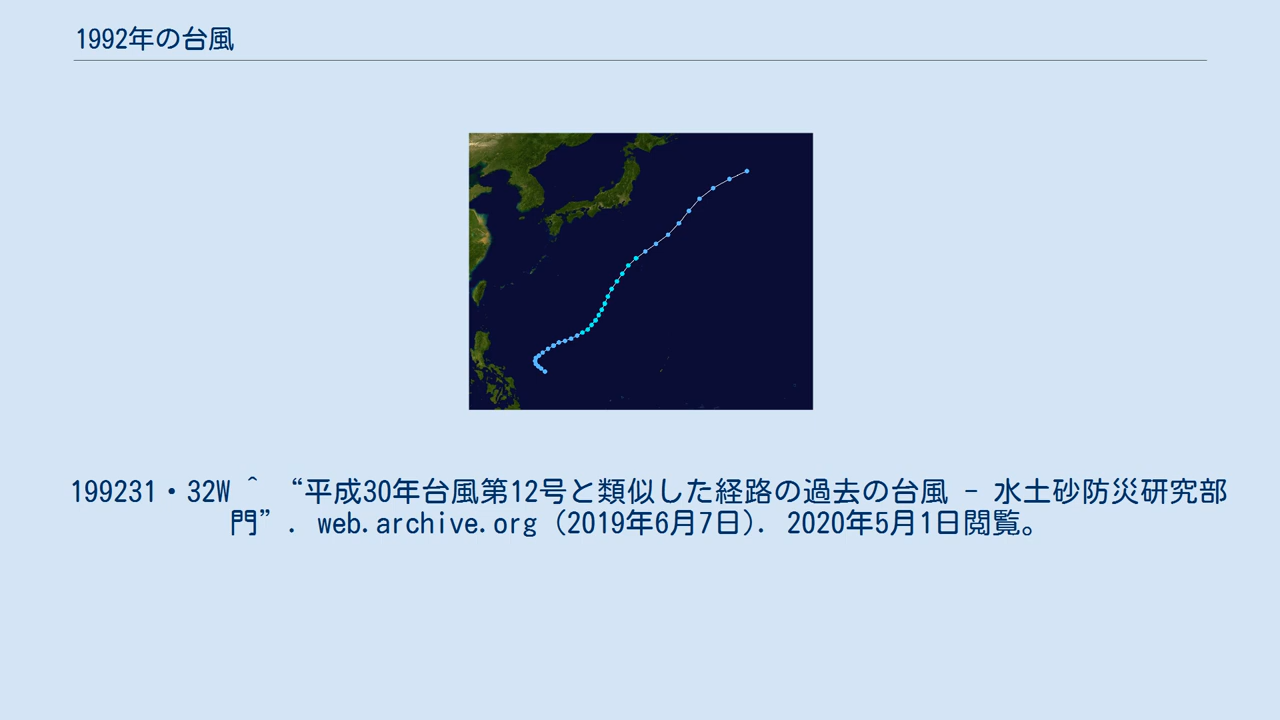 1992年の台風
199231・32W ^ “平成30年台風第12号と類似した経路の過去の台風 - 水土砂防災研究部
門”. web.archive.org (2019年6月7日). 2020年5月1日閲覧。